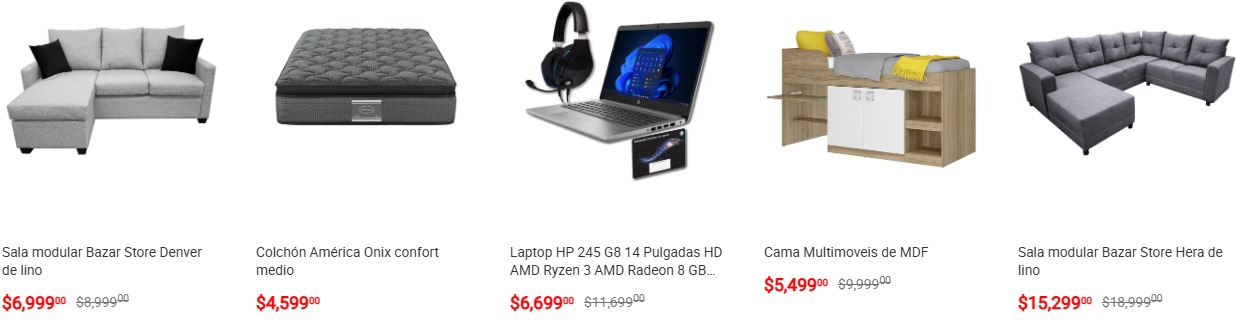 Sala modular Bazar Store Denver
de lino
$6,999.00 $8,999.00
Colchón América Onix confort
medio
$4,599.00
Laptop HP 245 G8 14 Pulgadas HD
AMD Ryzen 3 AMD Radeon 8 GB...
$6,699.00 $11,699.00
Cama Multimoveis de MDF
$5,499.00 $9,999.00
Sala modular Bazar Store Hera de
lino
$15,299.00 $18,999.00